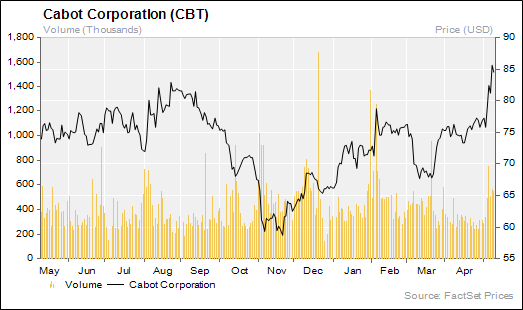 Cabot Corporation (CBT)
Volume (Thousands) Price (USD)
1,800 90
1,600 85
1,400 80
1,200 75
1,000 70
800 65
600 60
400 55
200
0
May Jun Jul Aug Sep Oct Nov Dec Jan Feb Mar Apr
Volume Cabot Corporation
Source: FactSet Prices